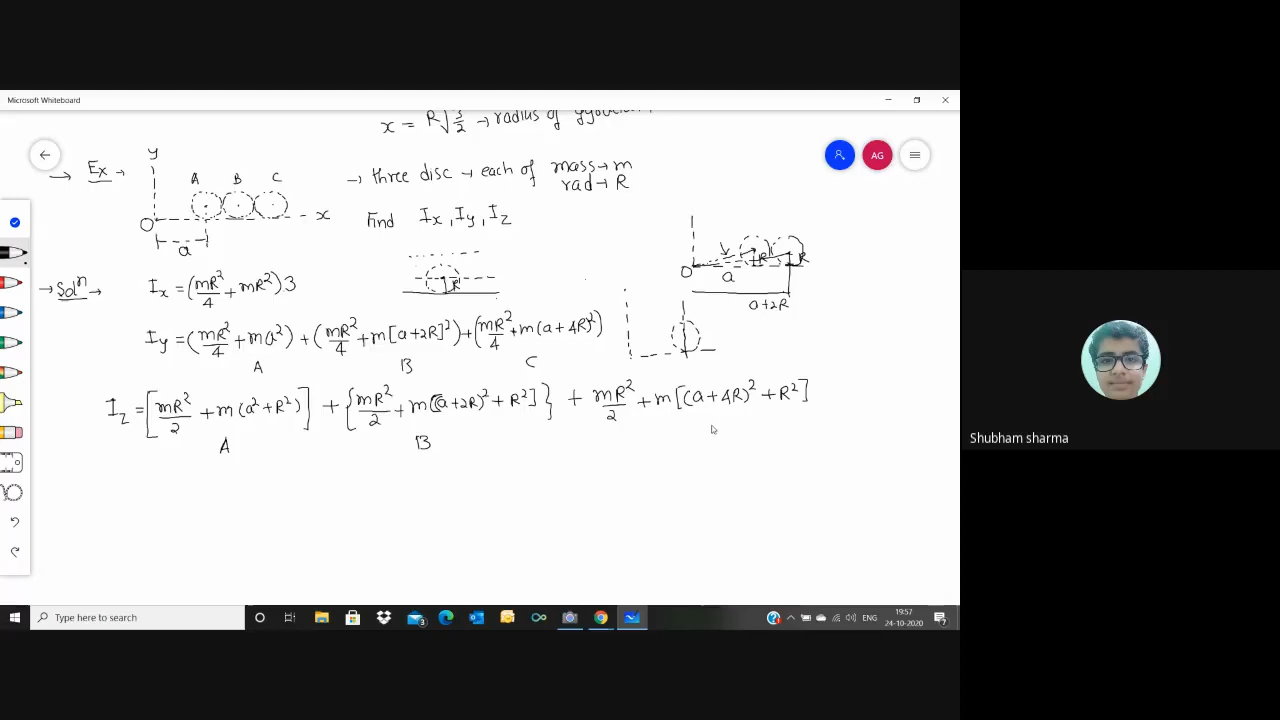 Microsoft Whiteboard
x = R√3/2 → radius of
→ Ex →
y
A B C
O
x
a
→ three disc → each of mass → m
rad → R
Find Ix, Iy, Iz
→ Solⁿ →
Ix = (mR²/4 + mR²)3
R
O
a
R
R
a+2R
Iy = (mR²/4 + m(a²) + (mR²/4 + m[a+2R]²) + (mR²/4 + m(a+4R)²)
A B C
Iz = [mR²/2 + m(a²+R²)] + {mR²/2 + m((a+2R)² + R²]} + mR²/2 + m[(a+4R)² + R²]
A B
AG
Shubham sharma
Type here to search
3
ENG
19:57
24-10-2020